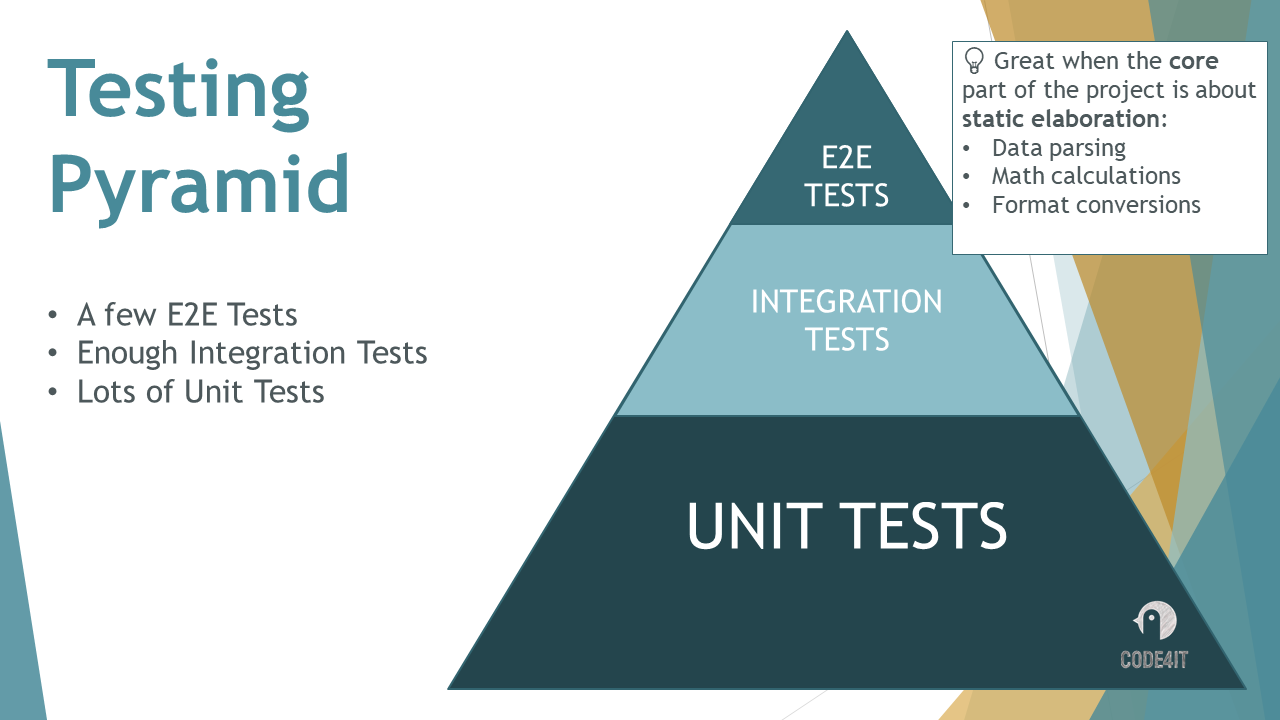 Testing
Pyramid
• A few E2E Tests
• Enough Integration Tests
• Lots of Unit Tests
E2E
TESTS
INTEGRATION
TESTS
UNIT TESTS
Great when the core
part of the project is about
static elaboration:
• Data parsing
• Math calculations
• Format conversions
CODE4IT